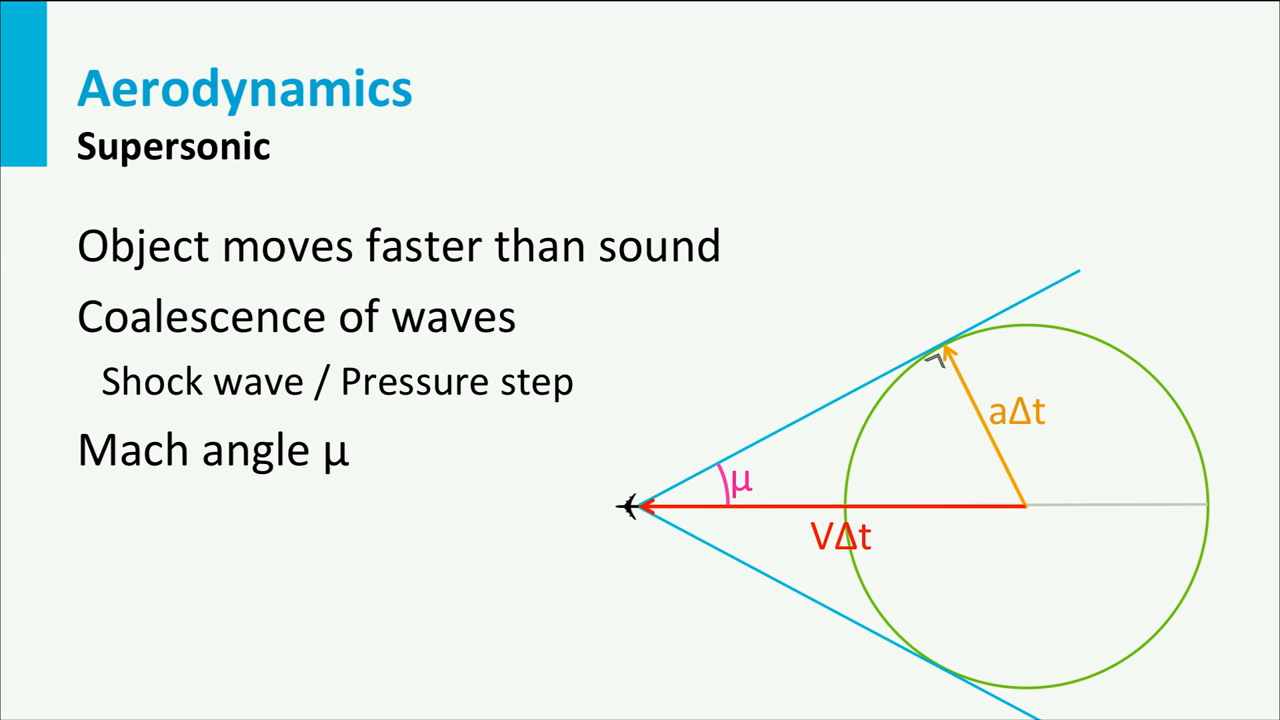 Aerodynamics
Supersonic
Object moves faster than sound
Coalescence of waves
Shock wave / Pressure step
Mach angle μ
aΔt
μ
VΔt